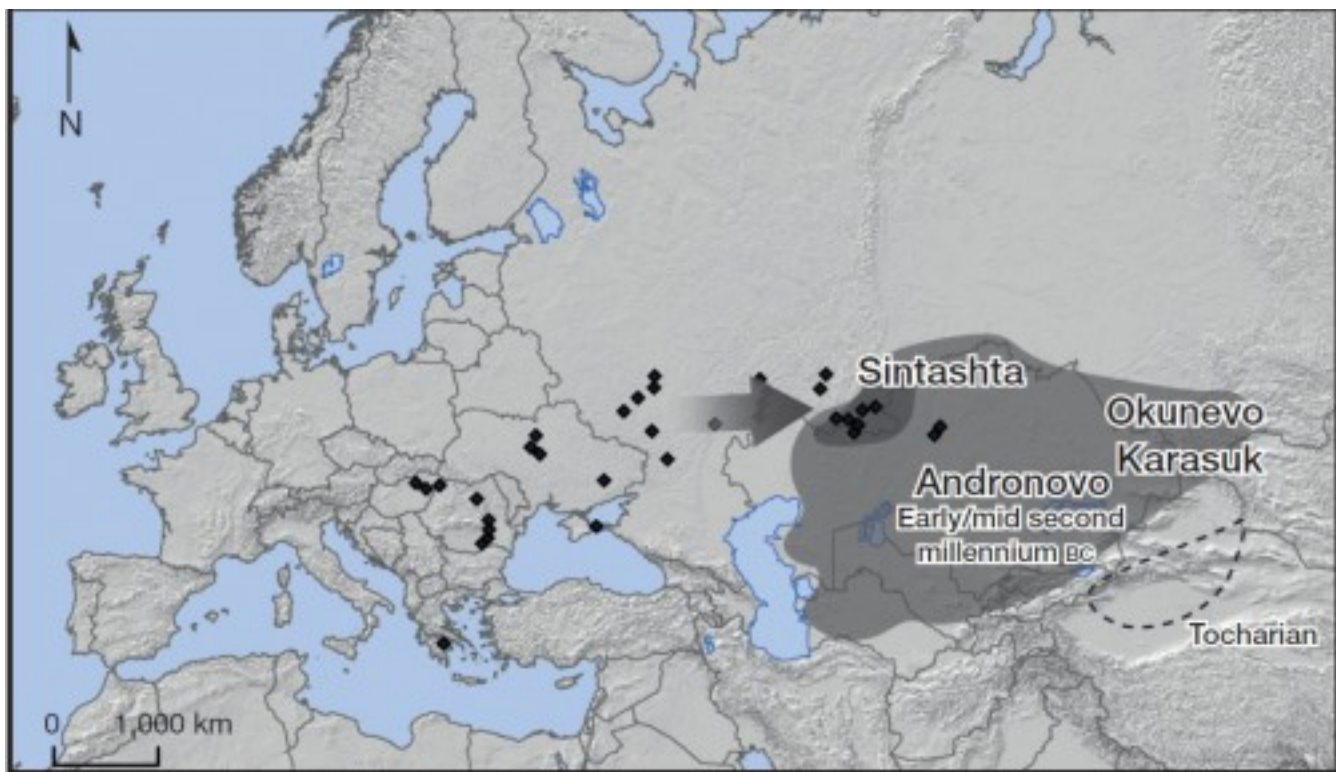 N
Sintashta
Okunevo
Karasuk
Andronovo
Early/mid second
millennium BC
Tocharian
0 1,000 km